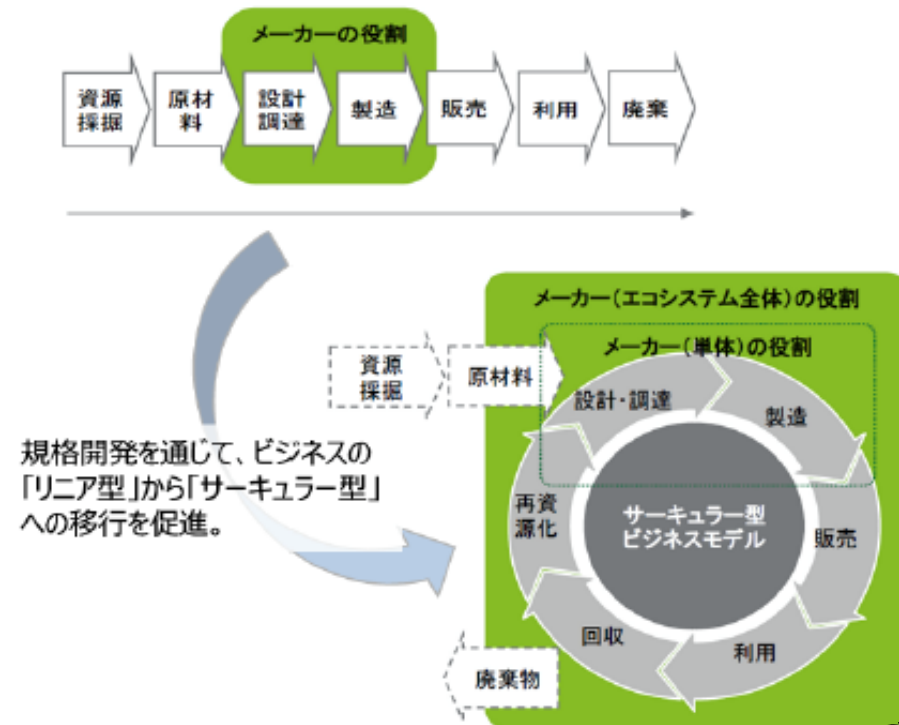 メーカーの役割
資源
採掘
原材
料
設計
調達
製造
販売
利用
廃棄
メーカー(エコシステム全体)の役割
メーカー(単体)の役割
資源
採掘
原材料
設計・調達
製造
販売
利用
回収
再資
源化
サーキュラー型
ビジネスモデル
廃棄物
規格開発を通じて、ビジネスの
「リニア型」から「サーキュラー型」
への移行を促進。